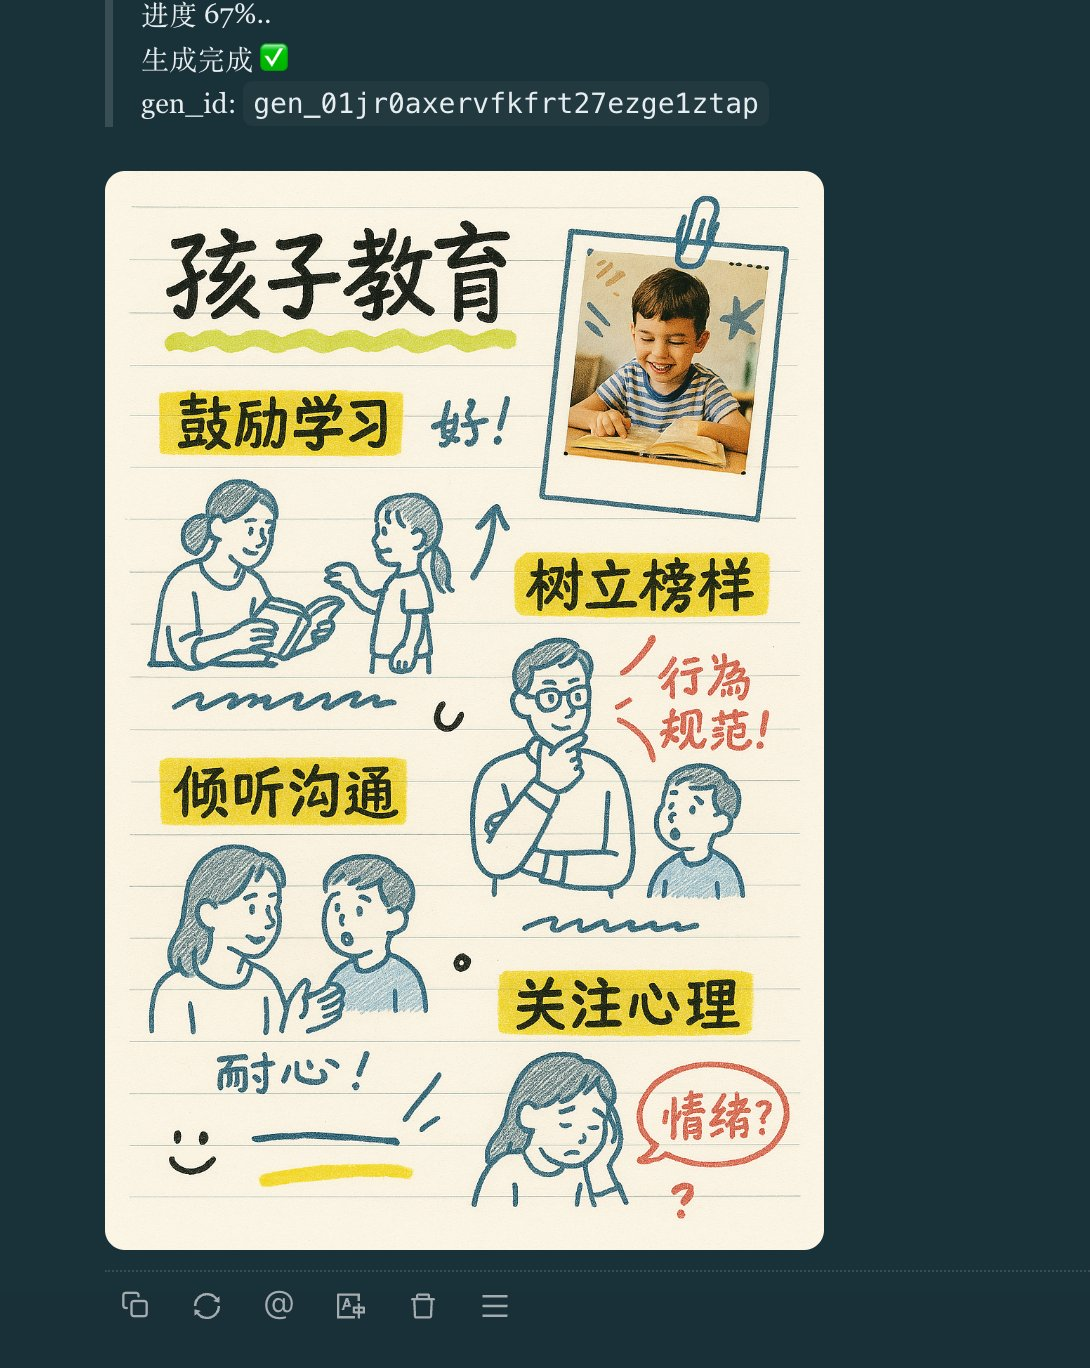 进度 67%..
生成完成 ✅
gen_id: gen_01jr0axervfkfrt27ezge1ztap
孩子教育
鼓励学习
好!
树立榜样
行為
规范!
倾听沟通
耐心!
关注心理
情绪?
?
@
A中